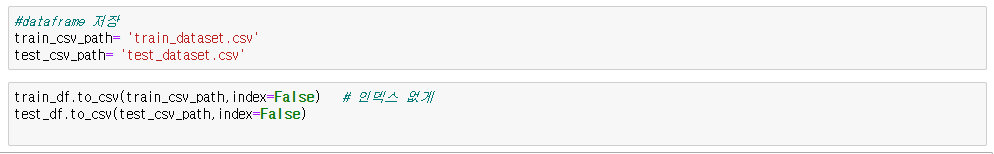 #dataframe 저장
train_csv_path= 'train_dataset.csv'
test_csv_path= 'test_dataset.csv'
train_df.to_csv(train_csv_path,index=False)   # 인덱스 없게
test_df.to_csv(test_csv_path,index=False)